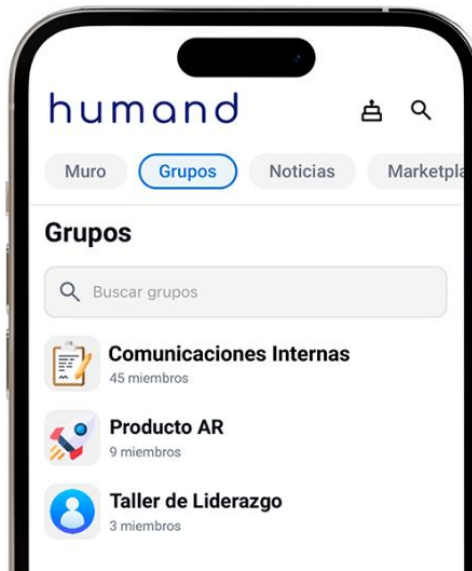 humand
Muro Grupos Noticias Marketpla
Grupos
Buscar grupos
Comunicaciones Internas
45 miembros
Producto AR
9 miembros
Taller de Liderazgo
3 miembros